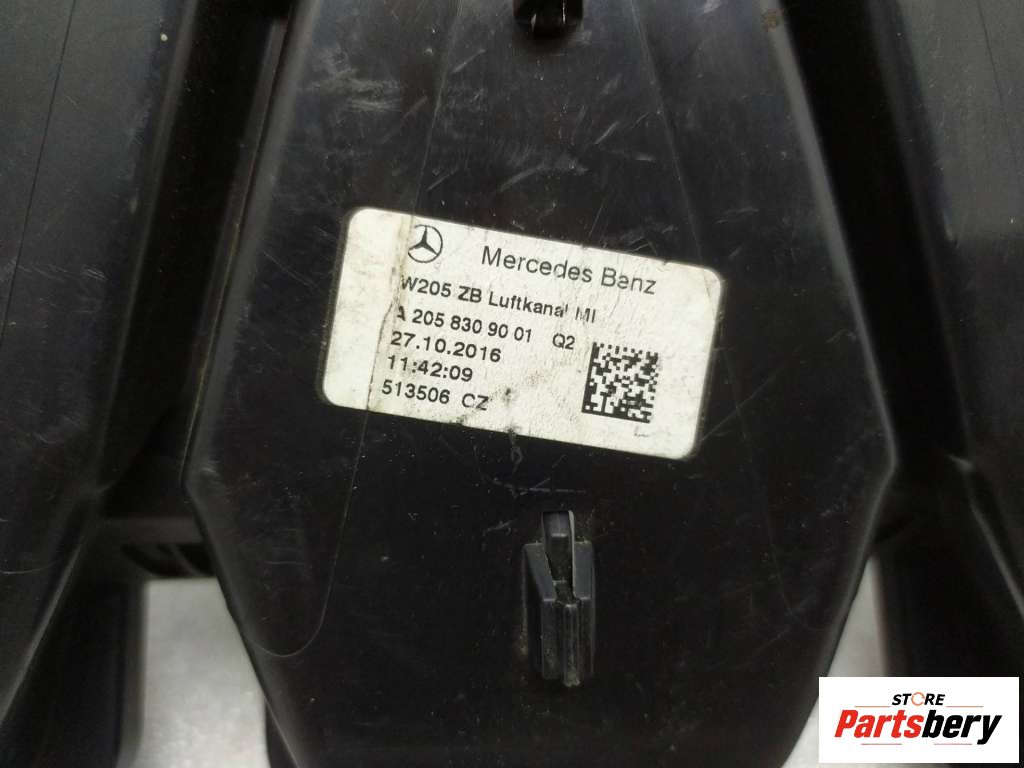 Mercedes Benz
W205 ZB Luftkanal MI
A 205 830 90 01 Q2
27.10.2016
11:42:09
513506 CZ
STORE
Partsbery